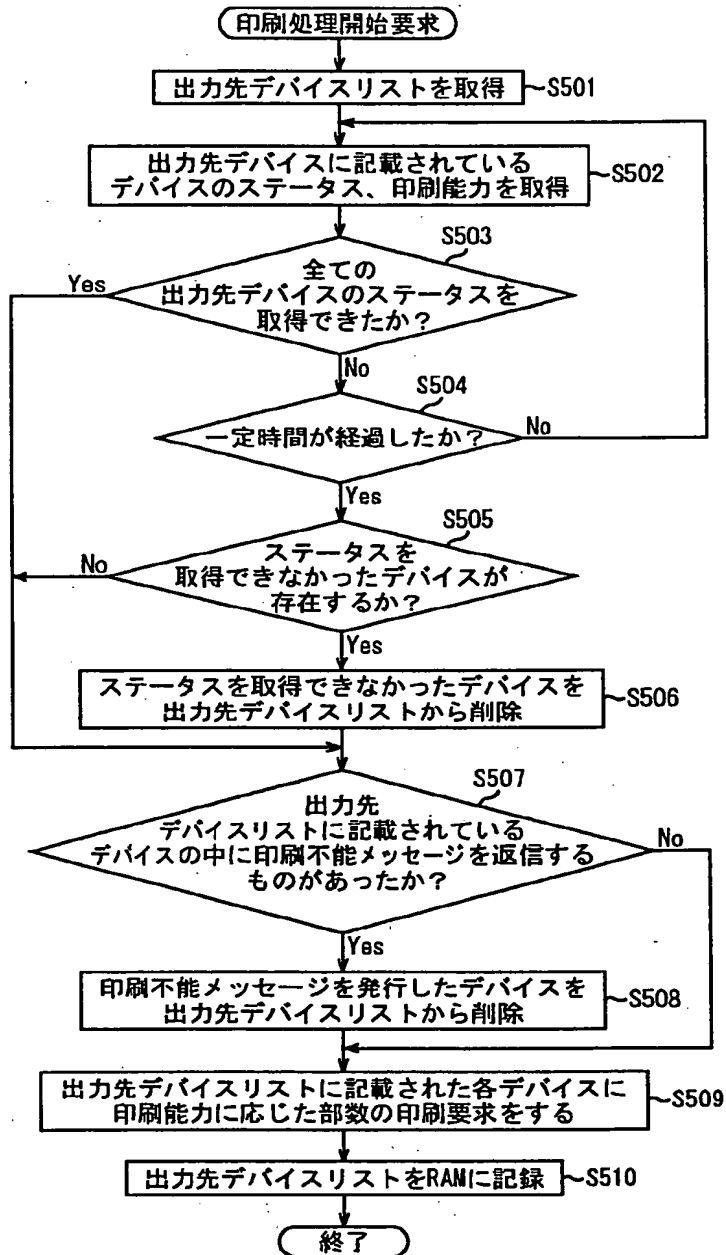 印刷処理開始要求
出力先デバイスリストを取得
S501
出力先デバイスに記載されている
デバイスのステータス、印刷能力を取得
S502
S503
全ての
出力先デバイスのステータスを
取得できたか？
Yes
No
S504
一定時間が経過したか？
No
Yes
S505
ステータスを
取得できなかったデバイスが
存在するか？
No
Yes
ステータスを取得できなかったデバイスを
出力先デバイスリストから削除
S506
S507
出力先
デバイスリストに記載されている
デバイスの中に印刷不能メッセージを返信する
ものがあったか？
No
Yes
印刷不能メッセージを発行したデバイスを
出力先デバイスリストから削除
S508
出力先デバイスリストに記載された各デバイスに
印刷能力に応じた部数の印刷要求をする
S509
出力先デバイスリストをRAMに記録
S510
終了